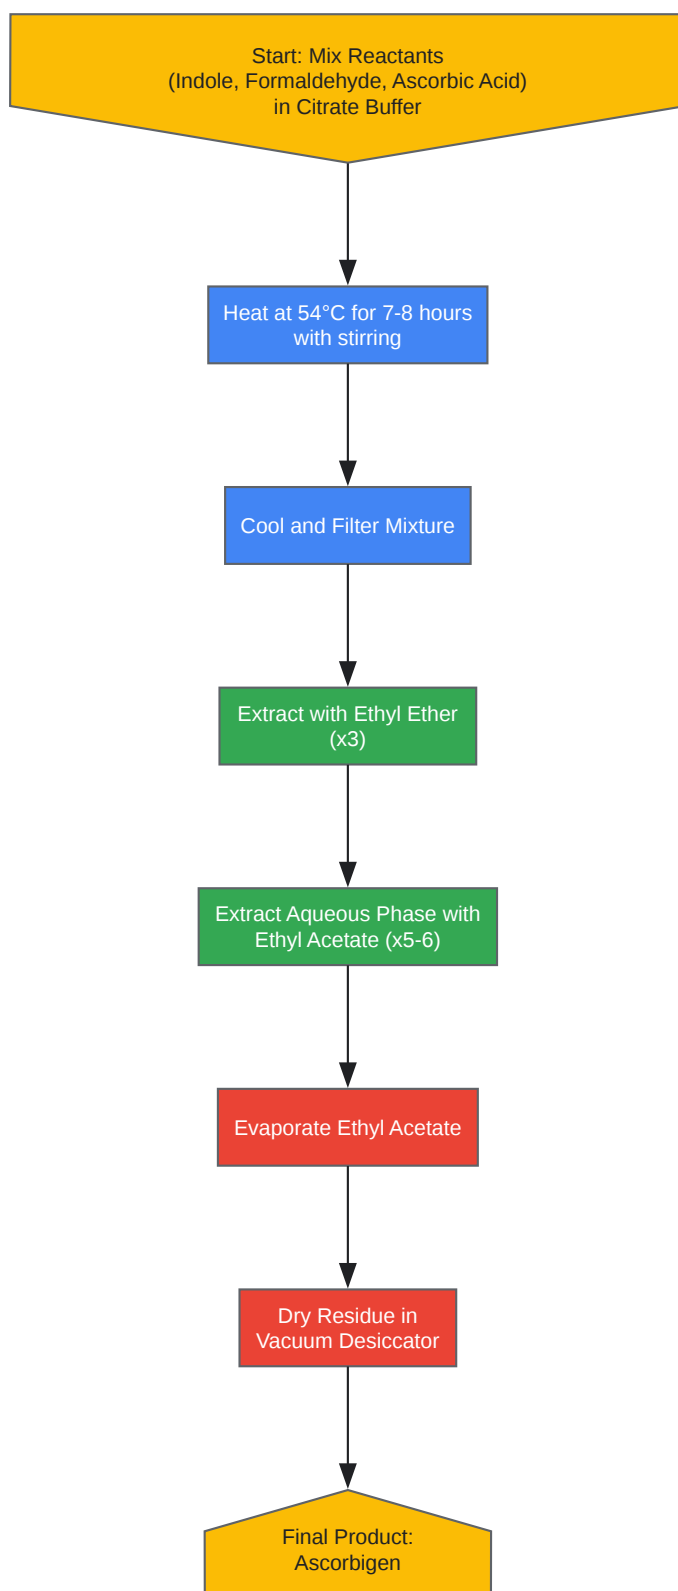 Start: Mix Reactants
(Indole, Formaldehyde, Ascorbic Acid)
in Citrate Buffer
Heat at 54°C for 7-8 hours
with stirring
Cool and Filter Mixture
Extract with Ethyl Ether
(x3)
Extract Aqueous Phase with
Ethyl Acetate (x5-6)
Evaporate Ethyl Acetate
Dry Residue in
Vacuum Desiccator
Final Product:
Ascorbigen